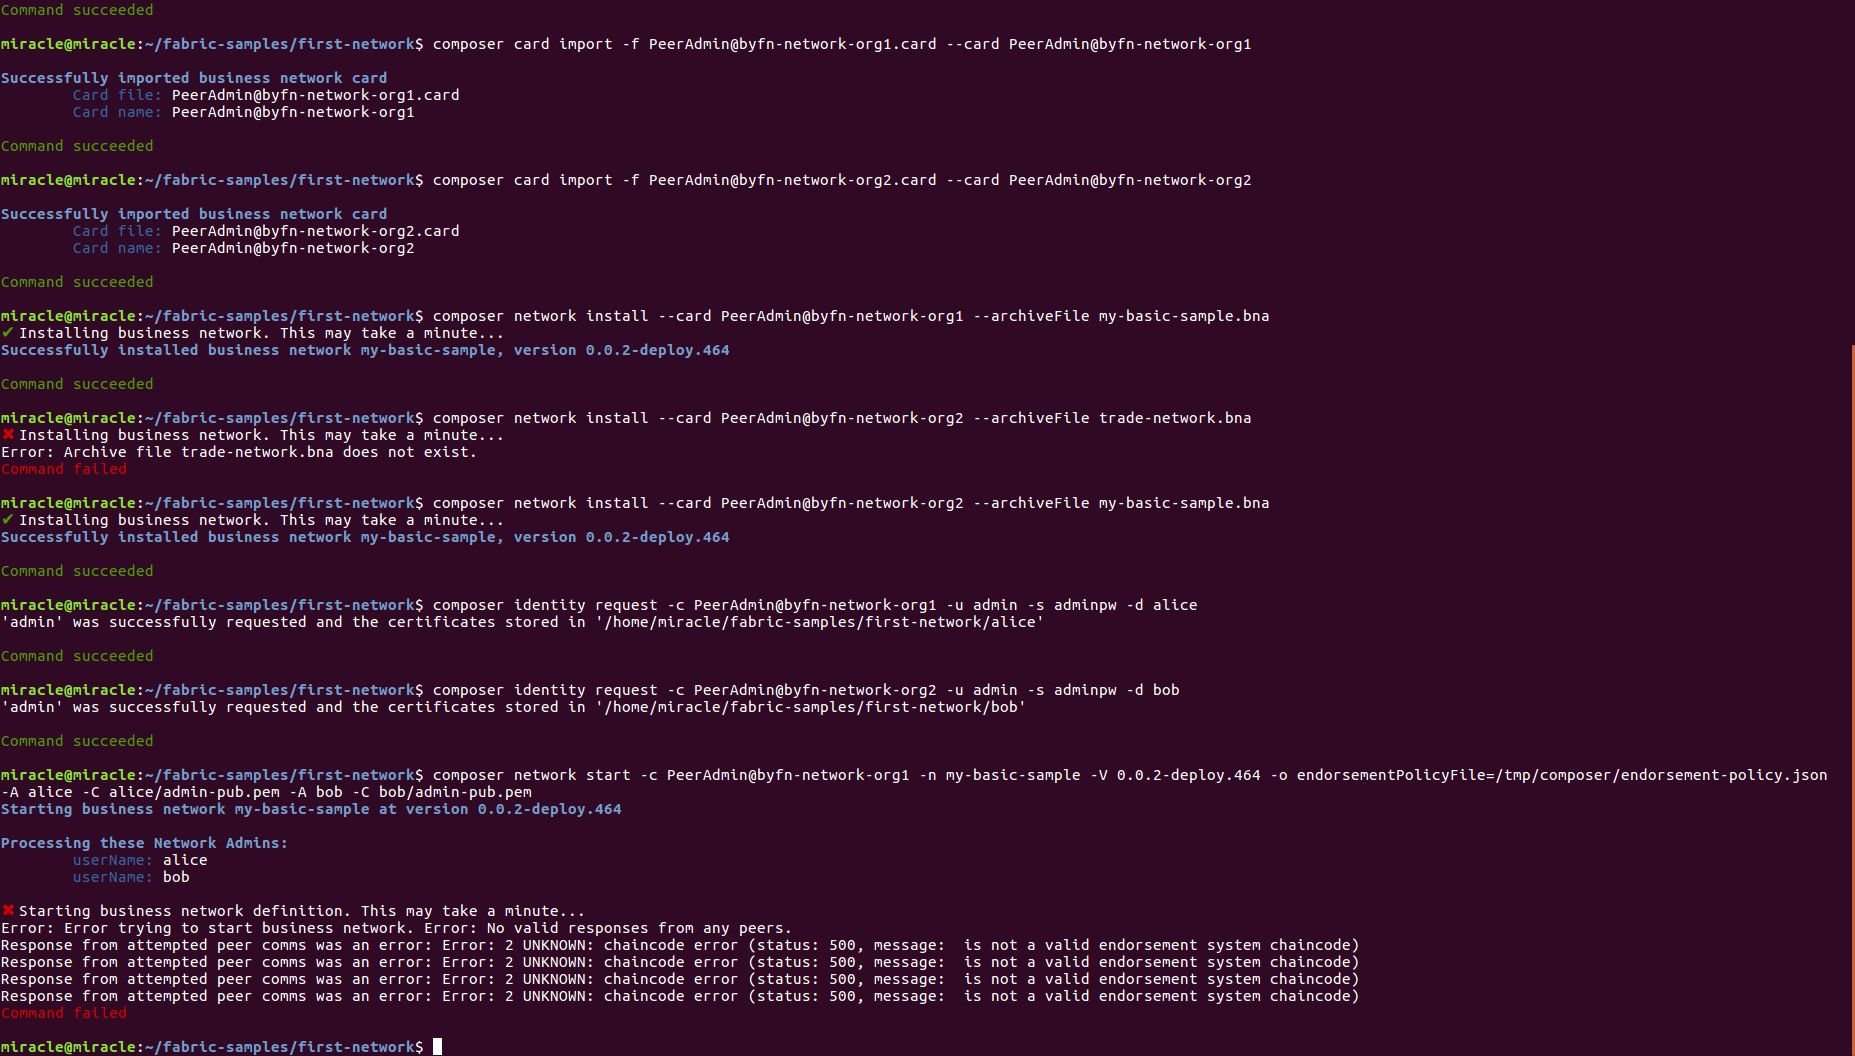 Command succeeded
miracle@miracle:~/fabric-samples/first-network$ composer card import -f PeerAdmin@byfn-network-org1.card --card PeerAdmin@byfn-network-org1
Successfully imported business network card
Card file: PeerAdmin@byfn-network-org1.card
Card name: PeerAdmin@byfn-network-org1
Command succeeded
miracle@miracle:~/fabric-samples/first-network$ composer card import -f PeerAdmin@byfn-network-org2.card --card PeerAdmin@byfn-network-org2
Successfully imported business network card
Card file: PeerAdmin@byfn-network-org2.card
Card name: PeerAdmin@byfn-network-org2
Command succeeded
miracle@miracle:~/fabric-samples/first-network$ composer network install --card PeerAdmin@byfn-network-org1 --archiveFile my-basic-sample.bna
✔ Installing business network. This may take a minute...
Successfully installed business network my-basic-sample, version 0.0.2-deploy.464
Command succeeded
miracle@miracle:~/fabric-samples/first-network$ composer network install --card PeerAdmin@byfn-network-org2 --archiveFile trade-network.bna
✖ Installing business network. This may take a minute...
Error: Archive file trade-network.bna does not exist.
Command failed
miracle@miracle:~/fabric-samples/first-network$ composer network install --card PeerAdmin@byfn-network-org2 --archiveFile my-basic-sample.bna
✔ Installing business network. This may take a minute...
Successfully installed business network my-basic-sample, version 0.0.2-deploy.464
Command succeeded
miracle@miracle:~/fabric-samples/first-network$ composer identity request -c PeerAdmin@byfn-network-org1 -u admin -s adminpw -d alice
'admin' was successfully requested and the certificates stored in '/home/miracle/fabric-samples/first-network/alice'
Command succeeded
miracle@miracle:~/fabric-samples/first-network$ composer identity request -c PeerAdmin@byfn-network-org2 -u admin -s adminpw -d bob
'admin' was successfully requested and the certificates stored in '/home/miracle/fabric-samples/first-network/bob'
Command succeeded
miracle@miracle:~/fabric-samples/first-network$ composer network start -c PeerAdmin@byfn-network-org1 -n my-basic-sample -V 0.0.2-deploy.464 -o endorsementPolicyFile=/tmp/composer/endorsement-policy.json
-A alice -C alice/admin-pub.pem -A bob -C bob/admin-pub.pem
Starting business network my-basic-sample at version 0.0.2-deploy.464
Processing these Network Admins:
userName: alice
userName: bob
✖ Starting business network definition. This may take a minute...
Error: Error trying to start business network. Error: No valid responses from any peers.
Response from attempted peer comms was an error: Error: 2 UNKNOWN: chaincode error (status: 500, message:  is not a valid endorsement system chaincode)
Response from attempted peer comms was an error: Error: 2 UNKNOWN: chaincode error (status: 500, message:  is not a valid endorsement system chaincode)
Response from attempted peer comms was an error: Error: 2 UNKNOWN: chaincode error (status: 500, message:  is not a valid endorsement system chaincode)
Response from attempted peer comms was an error: Error: 2 UNKNOWN: chaincode error (status: 500, message:  is not a valid endorsement system chaincode)
Command failed
miracle@miracle:~/fabric-samples/first-network$